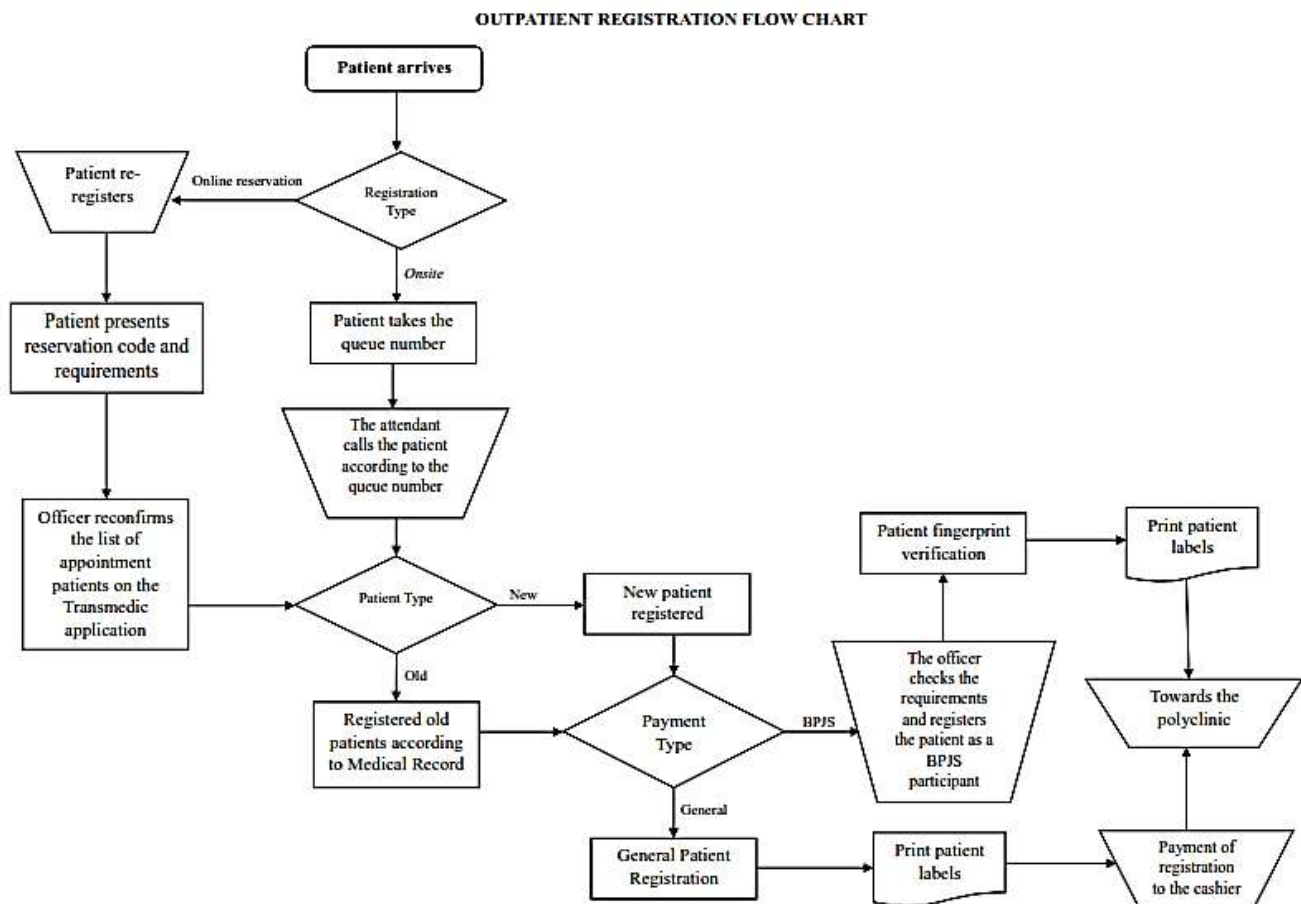 OUTPATIENT REGISTRATION FLOW CHART
Patient arrives
Patient re-
registers
Online reservation
Registration
Type
Onsite
Patient presents
reservation code and
requirements
Patient takes the
queue number
The attendant
calls the patient
according to the
queue number
Officer reconfirms
the list of
appointment
patients on the
Transmedic
application
Patient Type
New
New patient
registered
Patient fingerprint
verification
Print patient
labels
Old
Registered old
patients according
to Medical Record
Payment
Type
BPJS
The officer
checks the
requirements
and registers
the patient as a
BPJS
participant
Towards the
polyclinic
General
General Patient
Registration
Print patient
labels
Payment of
registration
to the cashier